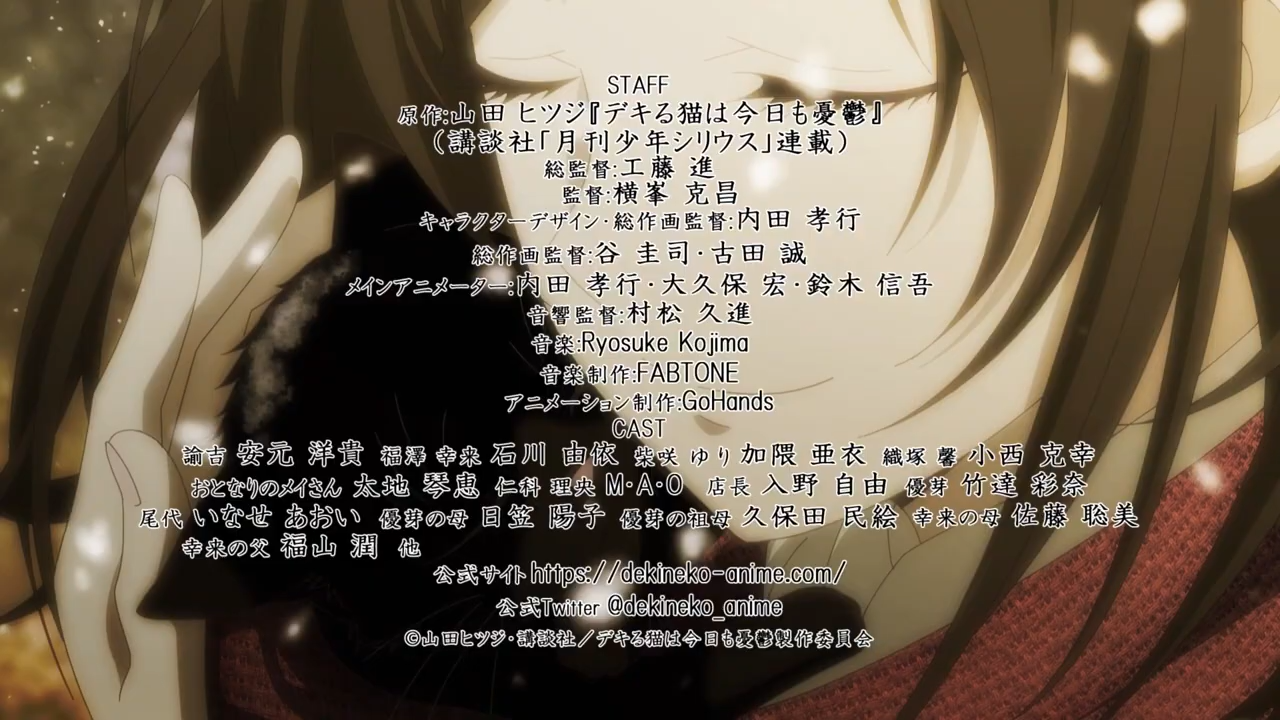 STAFF
原作:山田 ヒツジ『デキる猫は今日も憂鬱』
(講談社「月刊少年シリウス」連載)
総監督:工藤 進
監督:横峯 克昌
キャラクターデザイン・総作画監督:内田 孝行
総作画監督:谷 圭司・古田 誠
メインアニメーター:内田 孝行・大久保 宏・鈴木 信吾
音響監督:村松 久進
音楽:Ryosuke Kojima
音楽制作:FABTONE
アニメーション制作:GoHands
CAST
諭吉 安元 洋貴 福澤 幸来 石川 由依 柴咲 ゆり 加隈 亜衣 織塚 馨 小西 克幸
おとなりのメイさん 太地 琴恵 仁科 理央 M・A・O 店長 入野 自由 優芽 竹達 彩奈
尾代 いなせ あおい 優芽の母 日笠 陽子 優芽の祖母 久保田 民絵 幸来の母 佐藤 聡美
幸来の父 福山 潤 他
公式サイト https://dekineko-anime.com/
公式Twitter @dekineko_anime
©山田ヒツジ・講談社／デキる猫は今日も憂鬱製作委員会